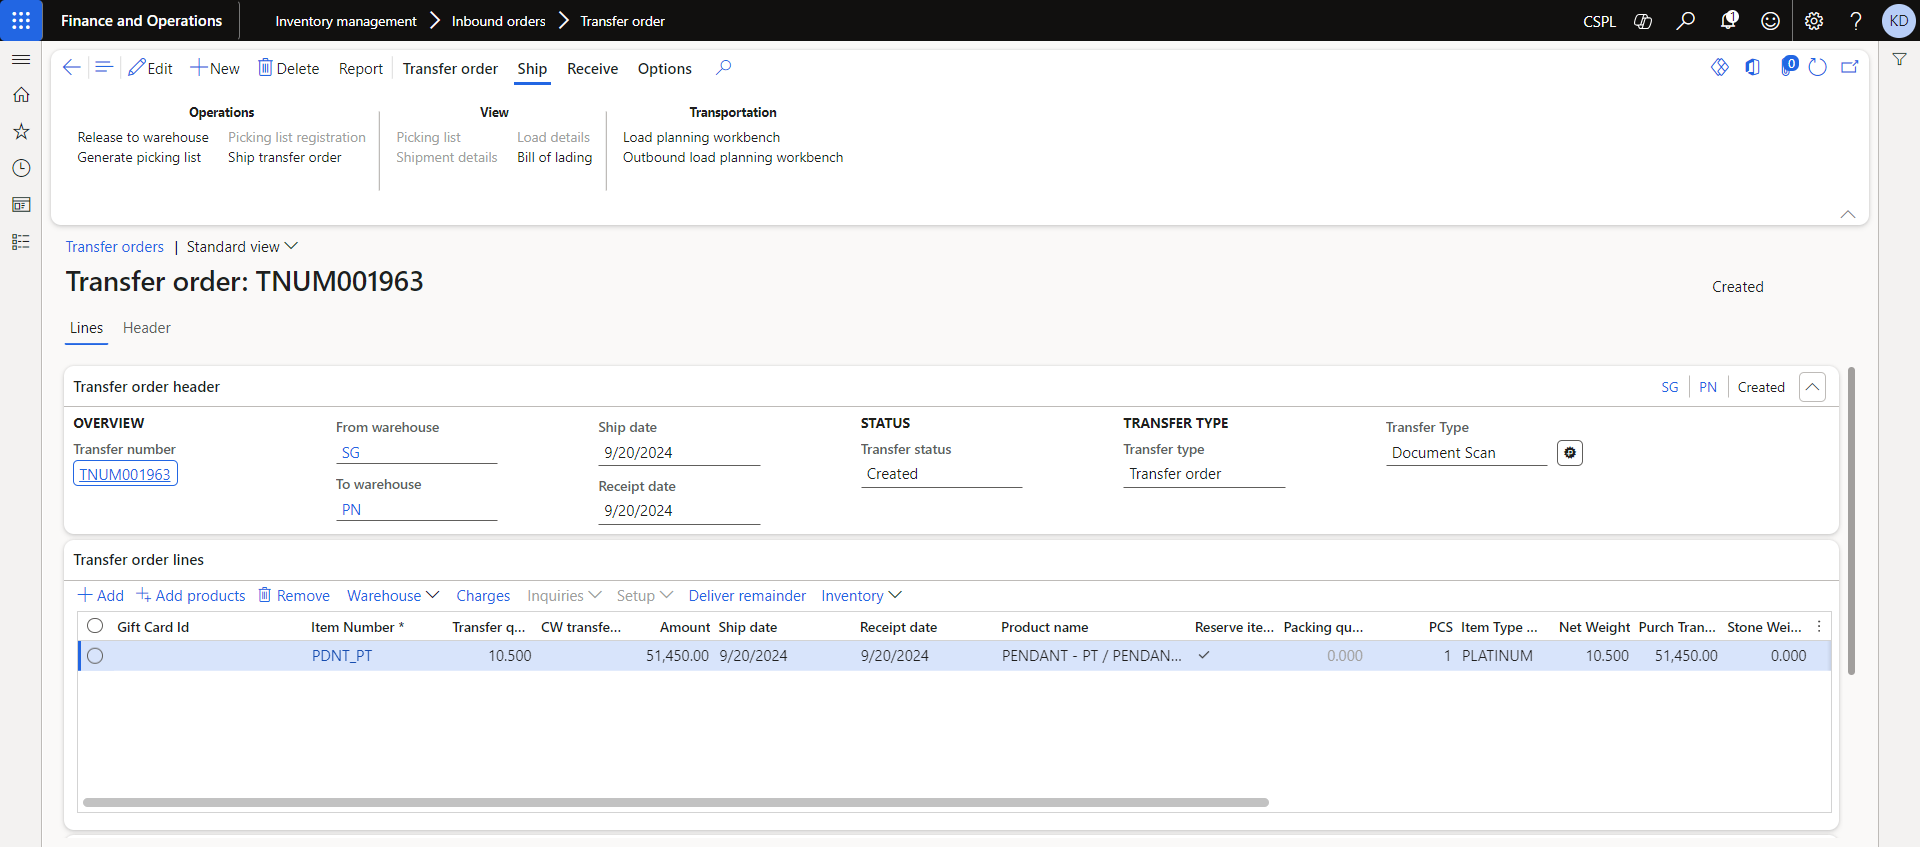 Finance and Operations
Inventory management > Inbound orders > Transfer order
CSPL
1
KD
Edit New Delete Report Transfer order Ship Receive Options
0
Operations View Transportation
Release to warehouse Picking list registration Picking list Load details Load planning workbench
Generate picking list Ship transfer order Shipment details Bill of lading Outbound load planning workbench
Transfer orders | Standard view
Transfer order: TNUM001963
Created
Lines Header
Transfer order header SG PN Created
OVERVIEW
Transfer number
TNUM001963
From warehouse
SG
To warehouse
PN
Ship date
9/20/2024
Receipt date
9/20/2024
STATUS
Transfer status
Created
TRANSFER TYPE
Transfer type
Transfer order
Transfer Type
Document Scan
Transfer order lines
Add Add products Remove Warehouse Charges Inquiries Setup Deliver remainder Inventory
Gift Card Id Item Number * Transfer q... CW transfe... Amount Ship date Receipt date Product name Reserve ite... Packing qu... PCS Item Type ... Net Weight Purch Tran... Stone Wei...
PDNT_PT 10.500 51,450.00 9/20/2024 9/20/2024 PENDANT - PT / PENDAN... 0.000 1 PLATINUM 10.500 51,450.00 0.000